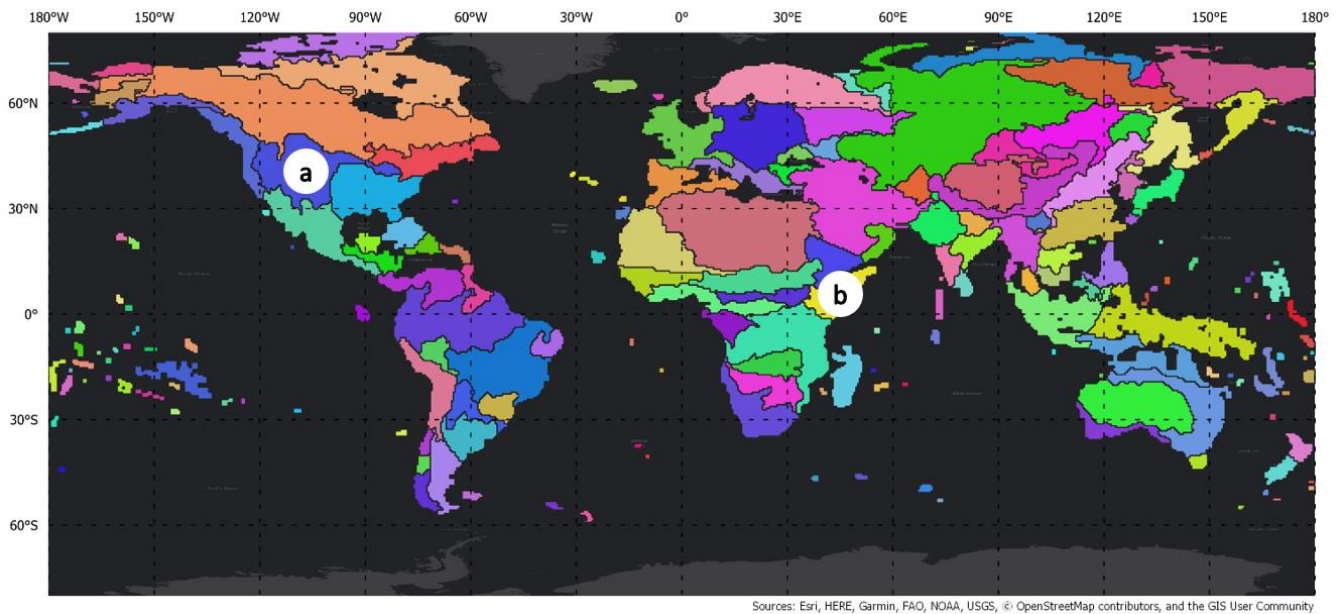 180°W 150°W 120°W 90°W 60°W 30°W 0° 30°E 60°E 90°E 120°E 150°E 180°
60°N
30°N
0°
30°S
60°S
a
b
Sources: Esri, HERE, Garmin, FAO, NOAA, USGS, © OpenStreetMap contributors, and the GIS User Community